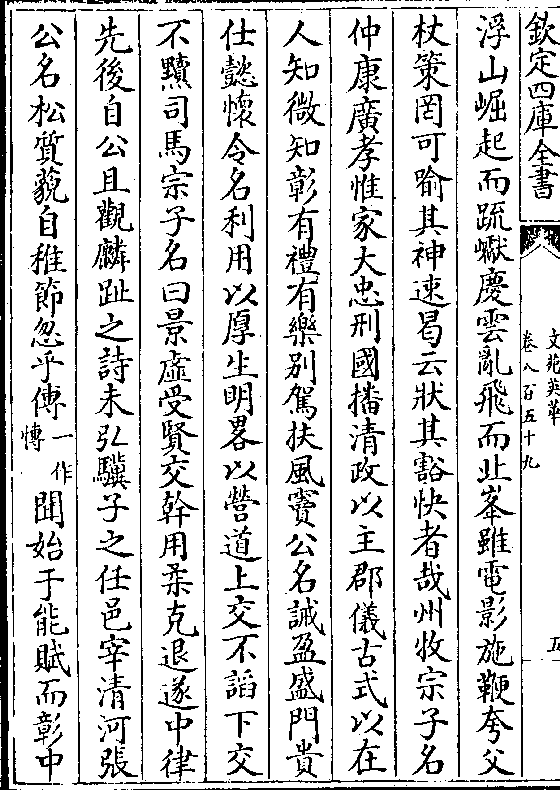 欽定四庫全書
文苑英華
卷八百五十九
五
浮山崛起而䟽巘慶雲亂飛而止峯雖電影施鞭夸父
杖策罔可喻其神速曷云狀其豁快者哉州牧宗子名
仲康廣孝惟家大忠刑國播清政以主郡儀古式以在
人知微知彰有禮有樂别駕扶風竇公名誠盈盛門貴
仕懿懷令名利用以厚生明畧以營道上交不謟下交
不黷司馬宗子名曰景虛受賢交幹用柔克退遂中律
先後自公且觀麟趾之詩未弘驥子之任邑宰清河張
公名松質藐自稚節忽乎傳一作慱聞始于能賦而彰中